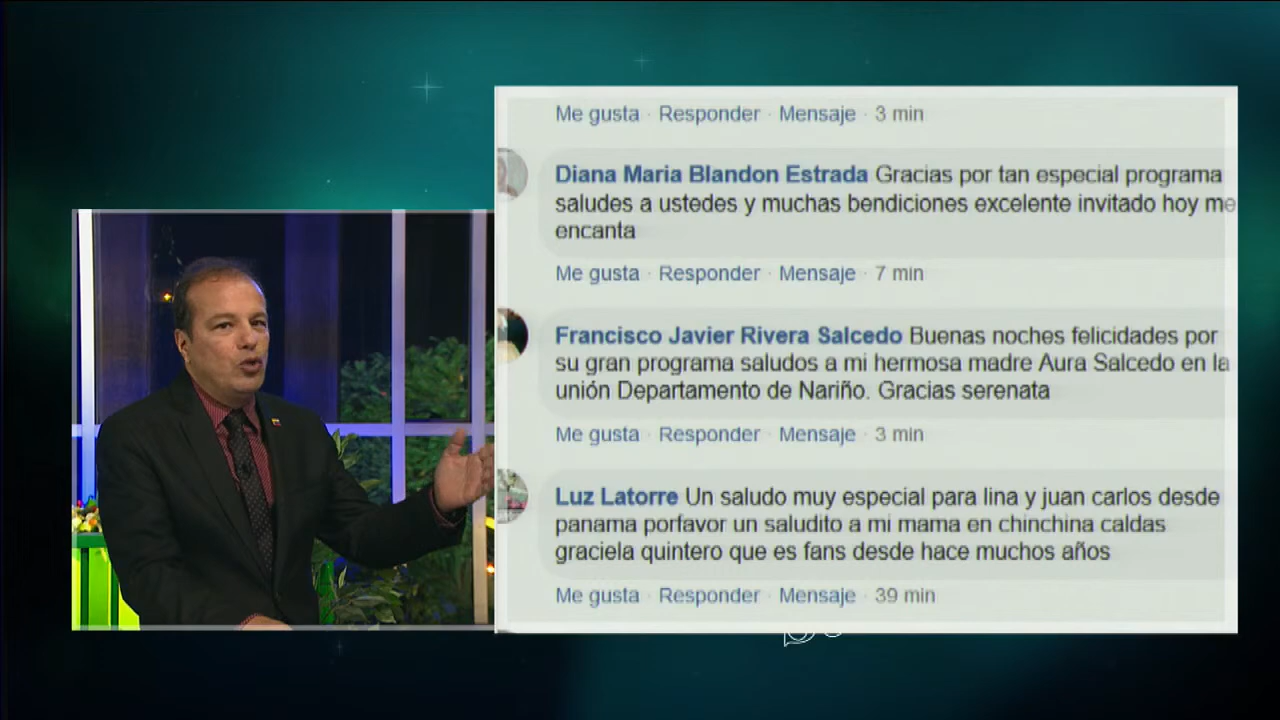 Me gusta · Responder · Mensaje · 3 min
Diana Maria Blandon Estrada Gracias por tan especial programa
saludes a ustedes y muchas bendiciones excelente invitado hoy me
encanta
Me gusta · Responder · Mensaje · 7 min
Francisco Javier Rivera Salcedo Buenas noches felicidades por
su gran programa saludos a mi hermosa madre Aura Salcedo en la
unión Departamento de Nariño. Gracias serenata
Me gusta · Responder · Mensaje · 3 min
Luz Latorre Un saludo muy especial para lina y juan carlos desde
panama porfavor un saludito a mi mama en chinchina caldas
graciela quintero que es fans desde hace muchos años
Me gusta · Responder · Mensaje · 39 min